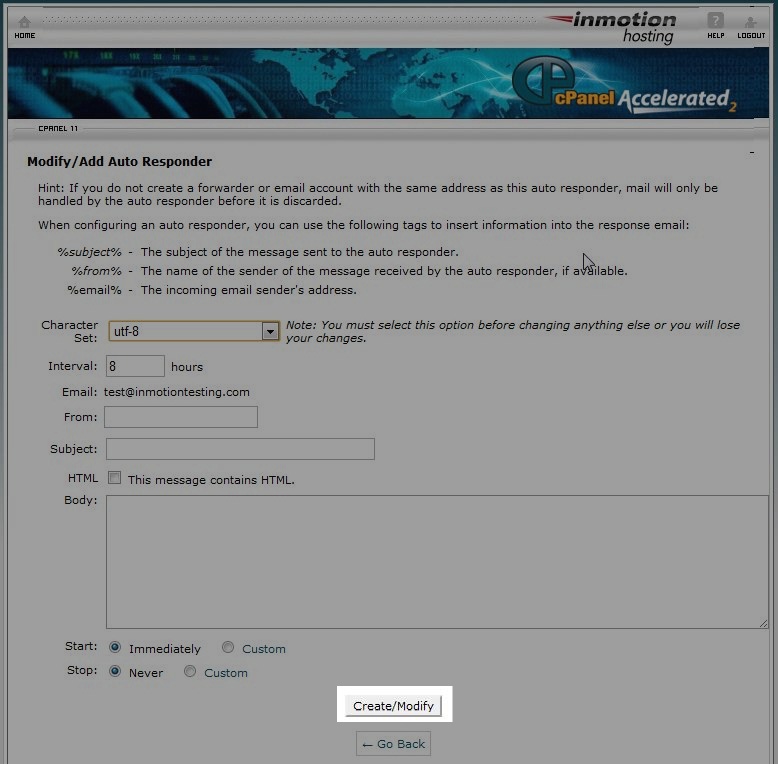 inmotion
hosting
HOME
HELP
LOGOUT
cPanel Accelerated2
CPANEL 11
Modify/Add Auto Responder
Hint: If you do not create a forwarder or email account with the same address as this auto responder, mail will only be
handled by the auto responder before it is discarded.
When configuring an auto responder, you can use the following tags to insert information into the response email:
%subject% - The subject of the message sent to the auto responder.
%from% - The name of the sender of the message received by the auto responder, if available.
%email% - The incoming email sender's address.
Character
Set:
utf-8
Note: You must select this option before changing anything else or you will lose
your changes.
Interval: 8 hours
Email: test@inmotiontesting.com
From:
Subject:
HTML This message contains HTML.
Body:
Start: Immediately Custom
Stop: Never Custom
Create/Modify
← Go Back